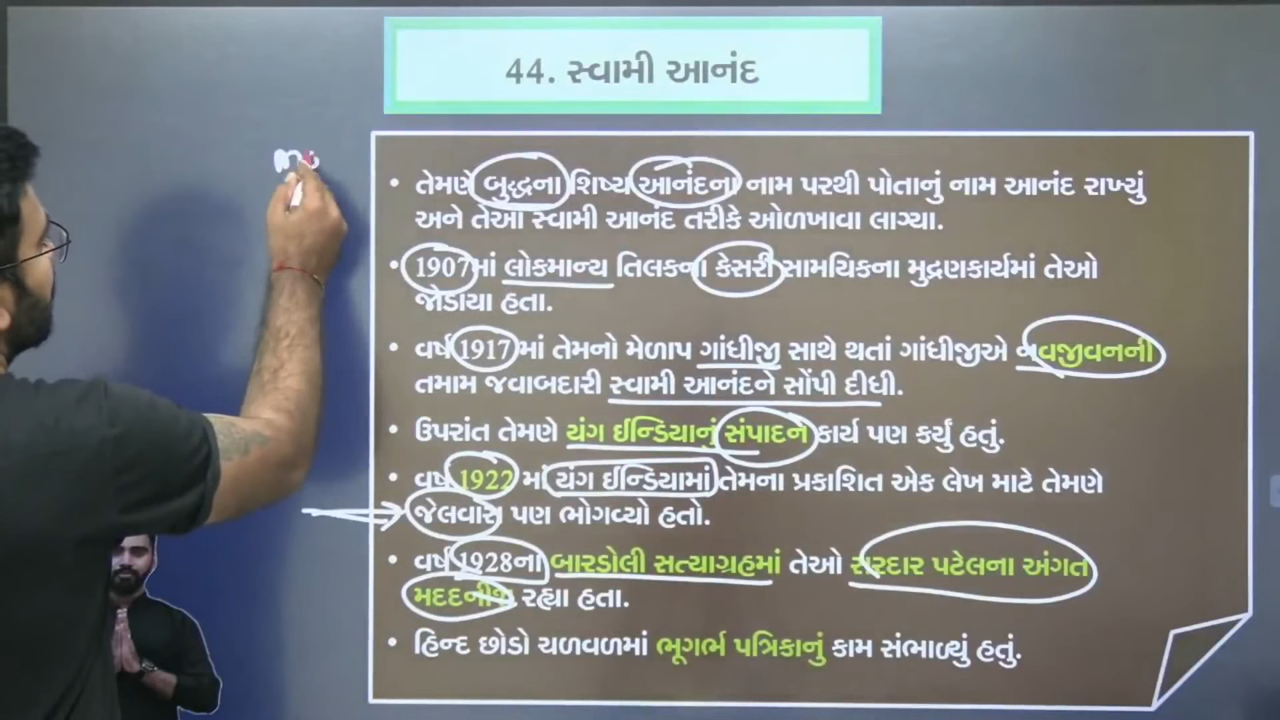 44. સ્વામી આનંદ
• તેમણે બુદ્ધના શિષ્ય આનંદના નામ પરથી પોતાનું નામ આનંદ રાખ્યું
અને તેઓ સ્વામી આનંદ તરીકે ઓળખાવા લાગ્યા.
• 1907માં લોકમાન્ય તિલકના કેસરી સામયિકના મુદ્રણકાર્યમાં તેઓ
જોડાયા હતા.
• વર્ષ 1917માં તેમનો મેળાપ ગાંધીજી સાથે થતાં ગાંધીજીએ નવજીવનની
તમામ જવાબદારી સ્વામી આનંદને સોંપી દીધી.
• ઉપરાંત તેમણે યંગ ઈન્ડિયાનું સંપાદન કાર્ય પણ કર્યું હતું.
• વર્ષ 1922 માં યંગ ઈન્ડિયામાં તેમના પ્રકાશિત એક લેખ માટે તેમણે
જેલવાસ પણ ભોગવ્યો હતો.
• વર્ષ 1928ના બારડોલી સત્યાગ્રહમાં તેઓ સરદાર પટેલના અંગત
મદદનીશ રહ્યા હતા.
• હિન્દ છોડો ચળવળમાં ભૂગર્ભ પત્રિકાનું કામ સંભાળ્યું હતું.